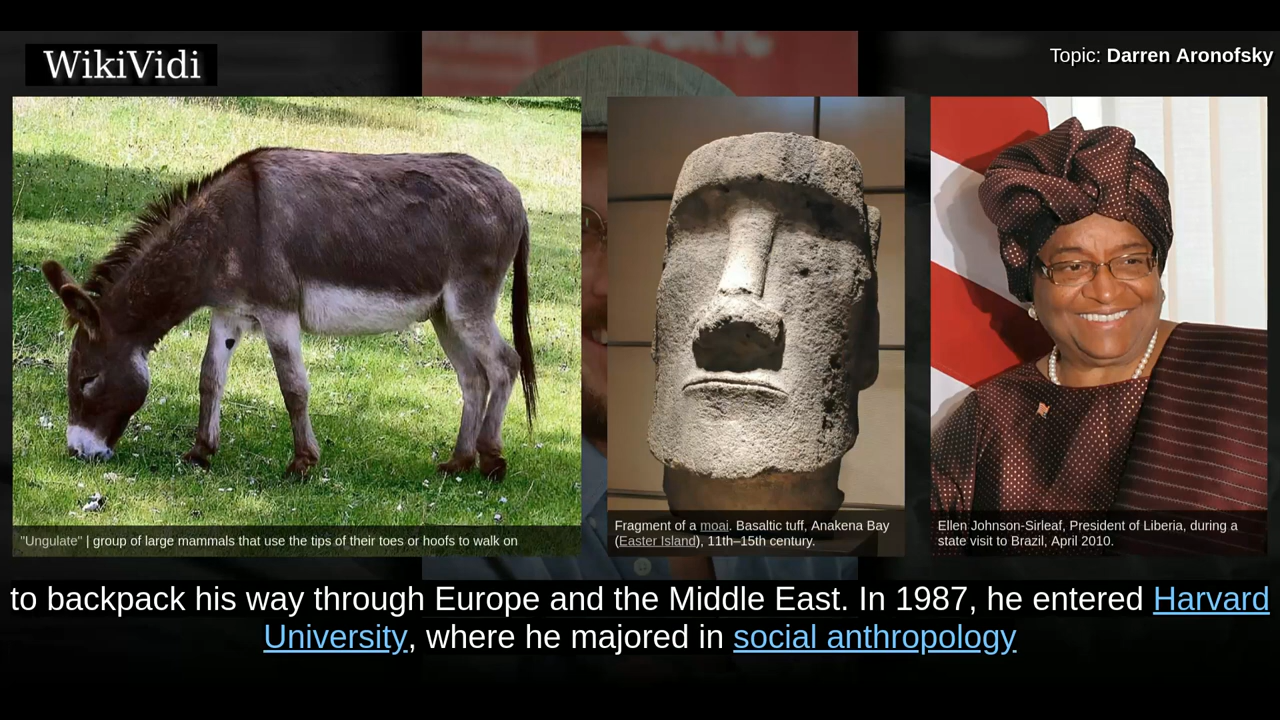 WikiVidi
Topic: Darren Aronofsky
"Ungulate" | group of large mammals that use the tips of their toes or hoofs to walk on
Fragment of a moai. Basaltic tuff, Anakena Bay
(Easter Island), 11th–15th century.
Ellen Johnson-Sirleaf, President of Liberia, during a
state visit to Brazil, April 2010.
to backpack his way through Europe and the Middle East. In 1987, he entered Harvard
University, where he majored in social anthropology